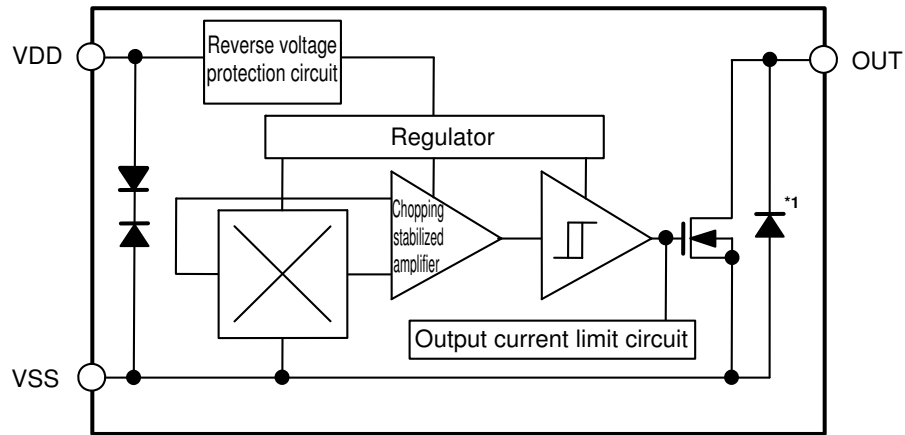 VDD
Reverse voltage
protection circuit
OUT
Regulator
Chopping
stabilized
amplifier
*1
Output current limit circuit
VSS